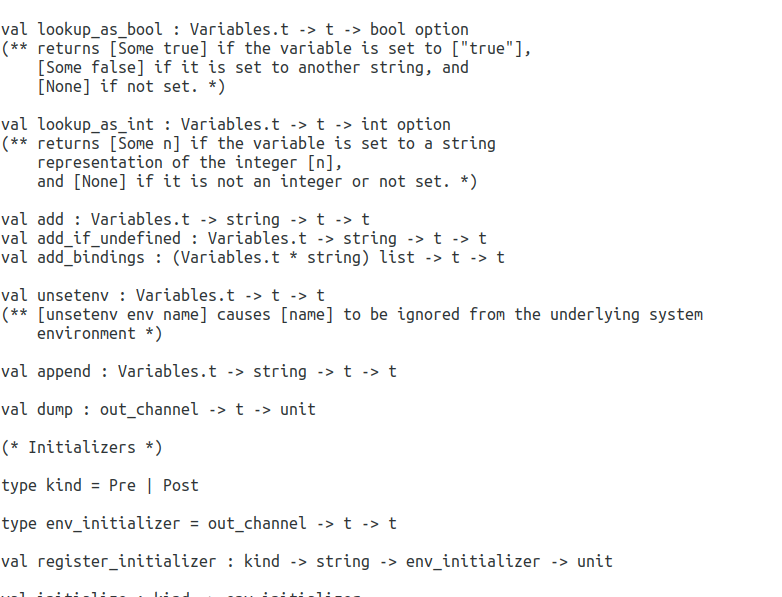 val lookup_as_bool : Variables.t -> t -> bool option
(** returns [Some true] if the variable is set to ["true"],
    [Some false] if it is set to another string, and
    [None] if not set. *)
val lookup_as_int : Variables.t -> t -> int option
(** returns [Some n] if the variable is set to a string
    representation of the integer [n],
    and [None] if it is not an integer or not set. *)
val add : Variables.t -> string -> t -> t
val add_if_undefined : Variables.t -> string -> t -> t
val add_bindings : (Variables.t * string) list -> t -> t
val unsetenv : Variables.t -> t -> t
(** [unsetenv env name] causes [name] to be ignored from the underlying system
    environment *)
val append : Variables.t -> string -> t -> t
val dump : out_channel -> t -> unit
(* Initializers *)
type kind = Pre | Post
type env_initializer = out_channel -> t -> t
val register_initializer : kind -> string -> env_initializer -> unit
val initialize : kind -> env_initializer